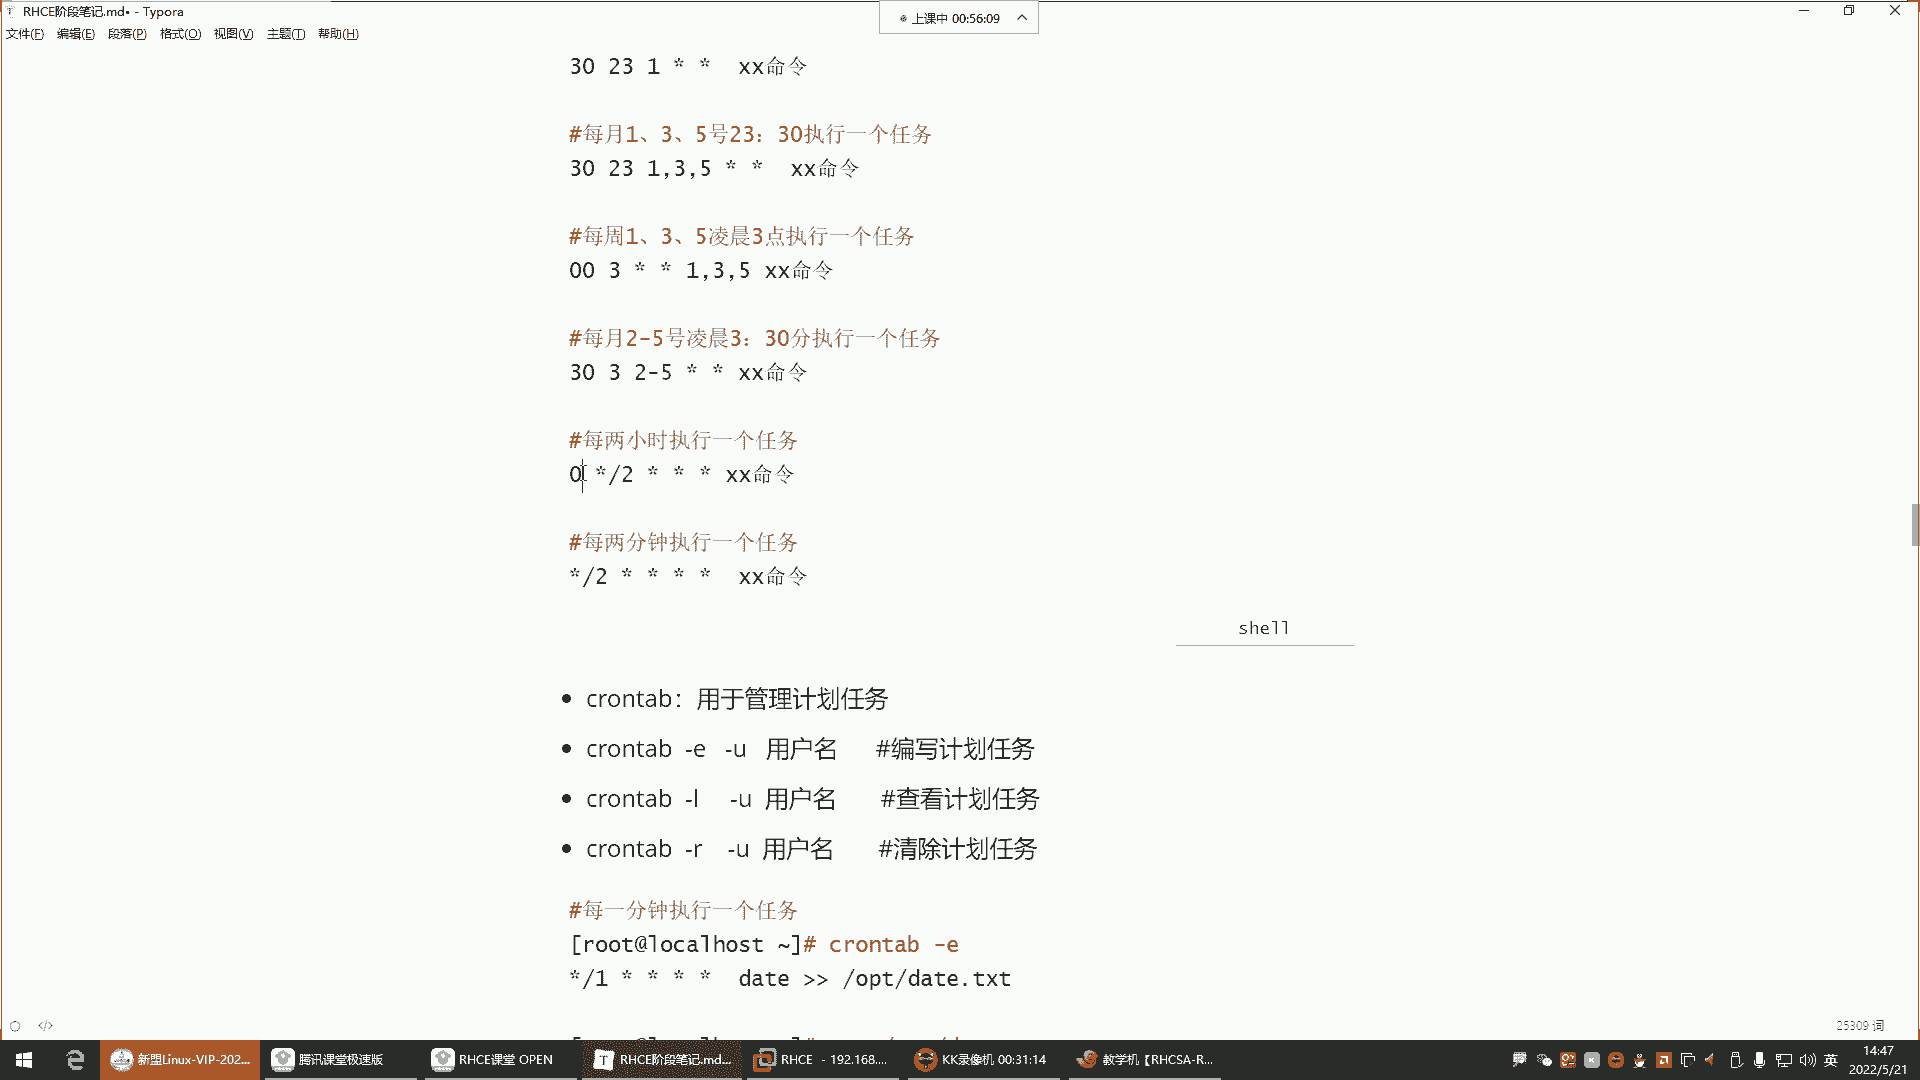 RHCE阶段笔记.md• - Typora
上课中 00:56:09
文件(F) 编辑(E) 段落(P) 格式(O) 视图(V) 主题(T) 帮助(H)
30 23 1 * *  xx命令
#每月1、3、5号23：30执行一个任务
30 23 1,3,5 * *  xx命令
#每周1、3、5凌晨3点执行一个任务
00 3 * * 1,3,5 xx命令
#每月2-5号凌晨3：30分执行一个任务
30 3 2-5 * * xx命令
#每两小时执行一个任务
0 */2 * * * xx命令
#每两分钟执行一个任务
*/2 * * * *  xx命令
shell
• crontab：用于管理计划任务
• crontab -e -u 用户名 #编写计划任务
• crontab -l -u 用户名 #查看计划任务
• crontab -r -u 用户名 #清除计划任务
#每一分钟执行一个任务
[root@localhost ~]# crontab -e
*/1 * * * *  date >> /opt/date.txt
25309 词
新盟Linux-VIP-202... 腾讯课堂极速版 RHCE课堂 OPEN RHCE阶段笔记.md... RHCE - 192.168.... KK录像机 00:31:14 教学机【RHCSA-R... 英 14:47
2022/5/21